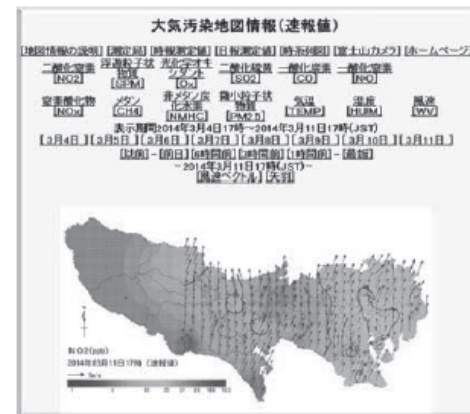 大気汚染地図情報(速報値)
[地図情報の説明] [測定局] [時報測定値] [日報測定値] [時系列図] [富士山カメラ] [ホームページ]
二酸化窒素 [NO2] 浮遊粒子状物質 [SPM] 光化学オキシダント [Ox] 二酸化硫黄 [SO2] 一酸化炭素 [CO] 一酸化窒素 [NO]
窒素酸化物 [NOx] メタン [CH4] 非メタン炭化水素 [NMHC] 微小粒子状物質 [PM2.5] 気温 [TEMP] 湿度 [HUM] 風速 [WV]
表示期間2014年3月4日17時～2014年3月11日17時(JST)
[3月4日] [3月5日] [3月6日] [3月7日] [3月8日] [3月9日] [3月10日] [3月11日]
[以前]-[前日] [6時間前] [3時間前] [1時間前]-[最新]
-2014年3月11日17時(JST)-
[風速ベクトル] [矢羽]
NO2(ppb)
2014年03月11日17時 (速報値)